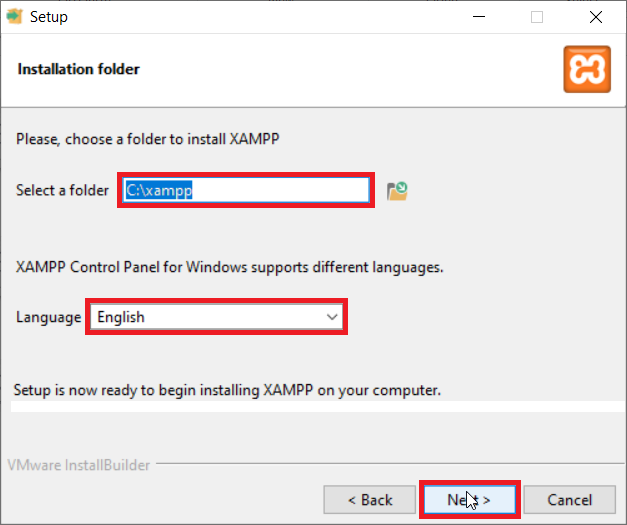 Setup
Installation folder
Please, choose a folder to install XAMPP
Select a folder C:\xampp
XAMPP Control Panel for Windows supports different languages.
Language English
Setup is now ready to begin installing XAMPP on your computer.
VMware InstallBuilder
< Back Next > Cancel